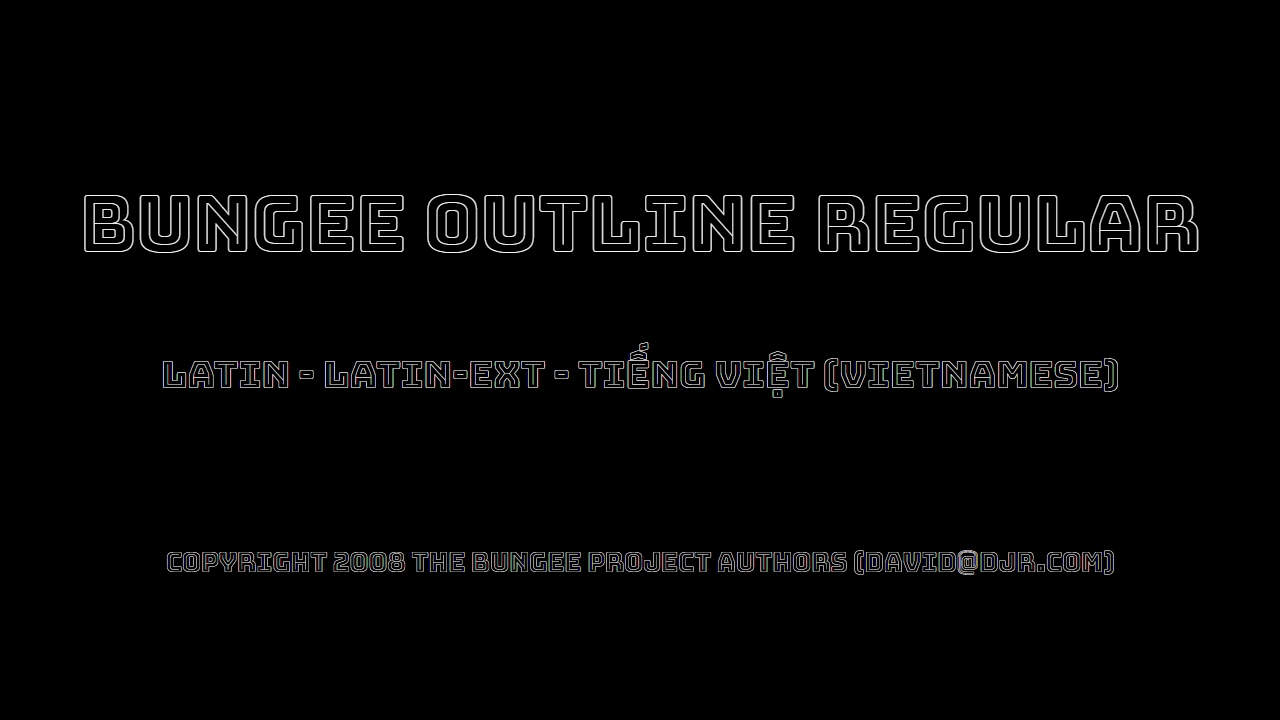 BUNGEE OUTLINE REGULAR
LATIN - LATIN-EXT - TIẾNG VIỆT (VIETNAMESE)
COPYRIGHT 2008 THE BUNGEE PROJECT AUTHORS (DAVID@DJR.COM)